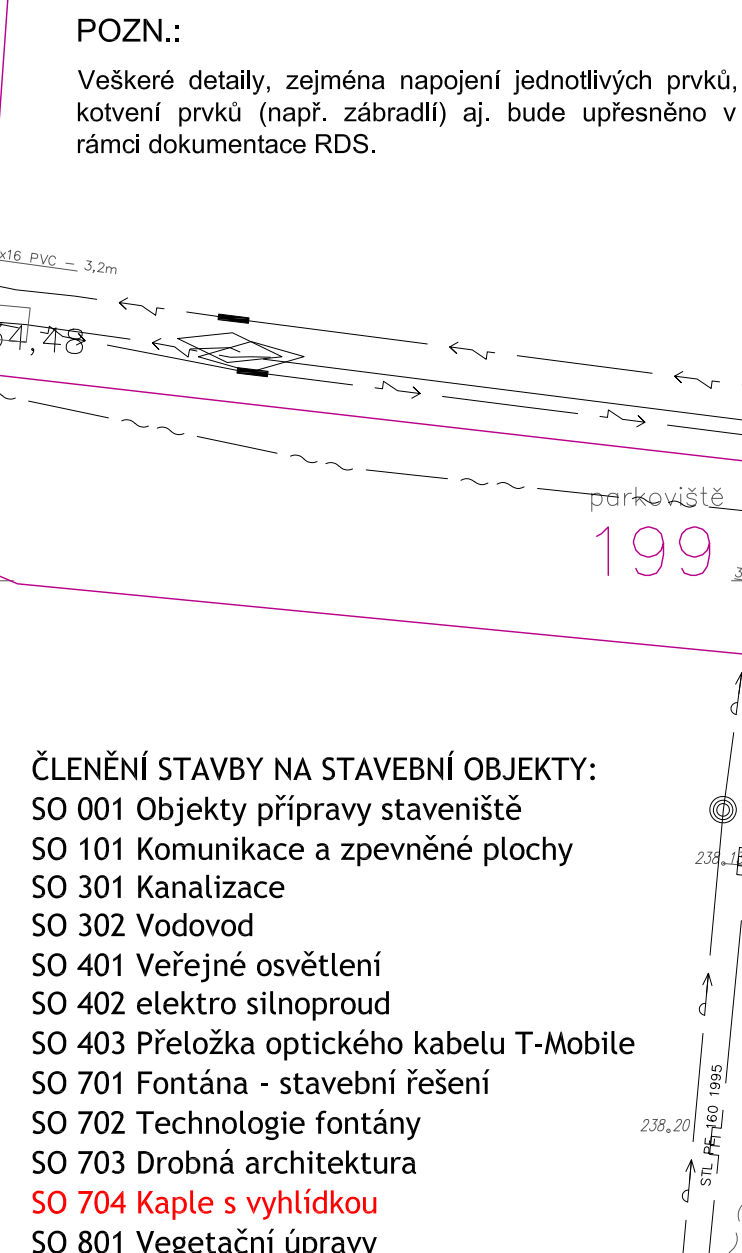 POZN.:
Veškeré detaily, zejména napojení jednotlivých prvků,
kotvení prvků (např. zábradlí) aj. bude upřesněno v
rámci dokumentace RDS.
x16 PVC – 3,2m
4,48
parkoviště
199
ČLENĚNÍ STAVBY NA STAVEBNÍ OBJEKTY:
SO 001 Objekty přípravy staveniště
SO 101 Komunikace a zpevněné plochy
SO 301 Kanalizace
SO 302 Vodovod
238.1
SO 401 Veřejné osvětlení
SO 402 elektro silnoproud
SO 403 Přeložka optického kabelu T-Mobile
SO 701 Fontána - stavební řešení
STL PE 160 1995
SO 702 Technologie fontány
238.20
SO 703 Drobná architektura
SO 704 Kaple s vyhlídkou
SO 801 Vegetační úpravy